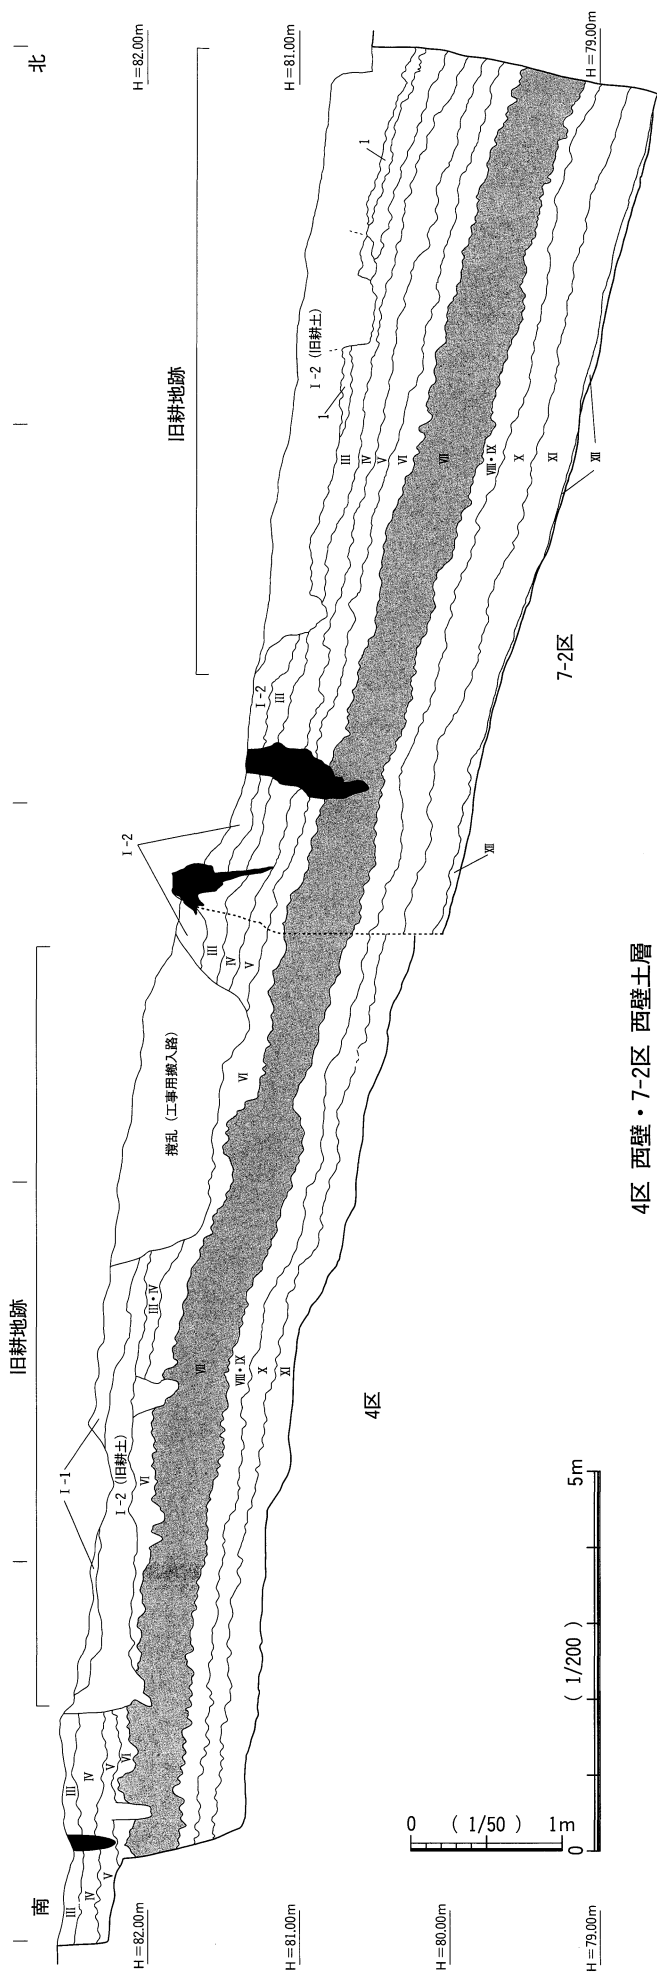 南
北
H=82.00m
H=81.00m
H=80.00m
H=79.00m
H=82.00m
H=81.00m
H=79.00m
旧耕地跡
旧耕地跡
Ⅰ-1
Ⅰ-2(旧耕土)
攪乱(工事用搬入路)
Ⅰ-2
Ⅰ-2
Ⅰ-2(旧耕土)
1
1
Ⅲ
Ⅳ
Ⅴ
Ⅲ
Ⅳ
Ⅴ
Ⅵ
Ⅵ
Ⅲ・Ⅳ
Ⅶ
Ⅷ・Ⅸ
Ⅹ
Ⅺ
Ⅵ
Ⅲ
Ⅳ
Ⅴ
Ⅲ
Ⅲ
Ⅳ
Ⅴ
Ⅵ
Ⅶ
Ⅷ・Ⅸ
Ⅹ
Ⅺ
Ⅻ
Ⅻ
4区
7-2区
0 (1/50) 1m
0 (1/200) 5m
4区 西壁・7-2区 西壁土層